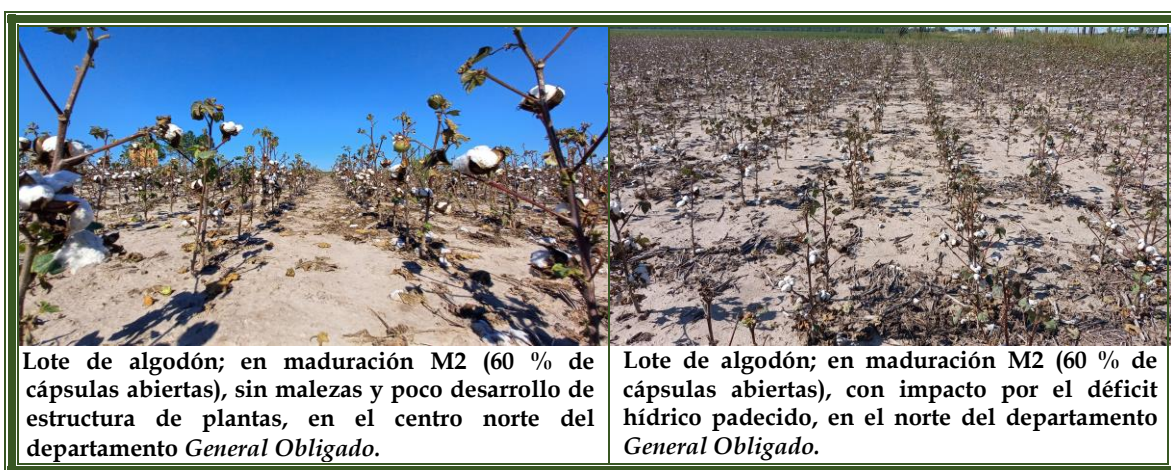 Lote de algodón; en maduración M2 (60 % de
cápsulas abiertas), sin malezas y poco desarrollo de
estructura de plantas, en el centro norte del
departamento General Obligado.
Lote de algodón; en maduración M2 (60 % de
cápsulas abiertas), con impacto por el déficit
hídrico padecido, en el norte del departamento
General Obligado.